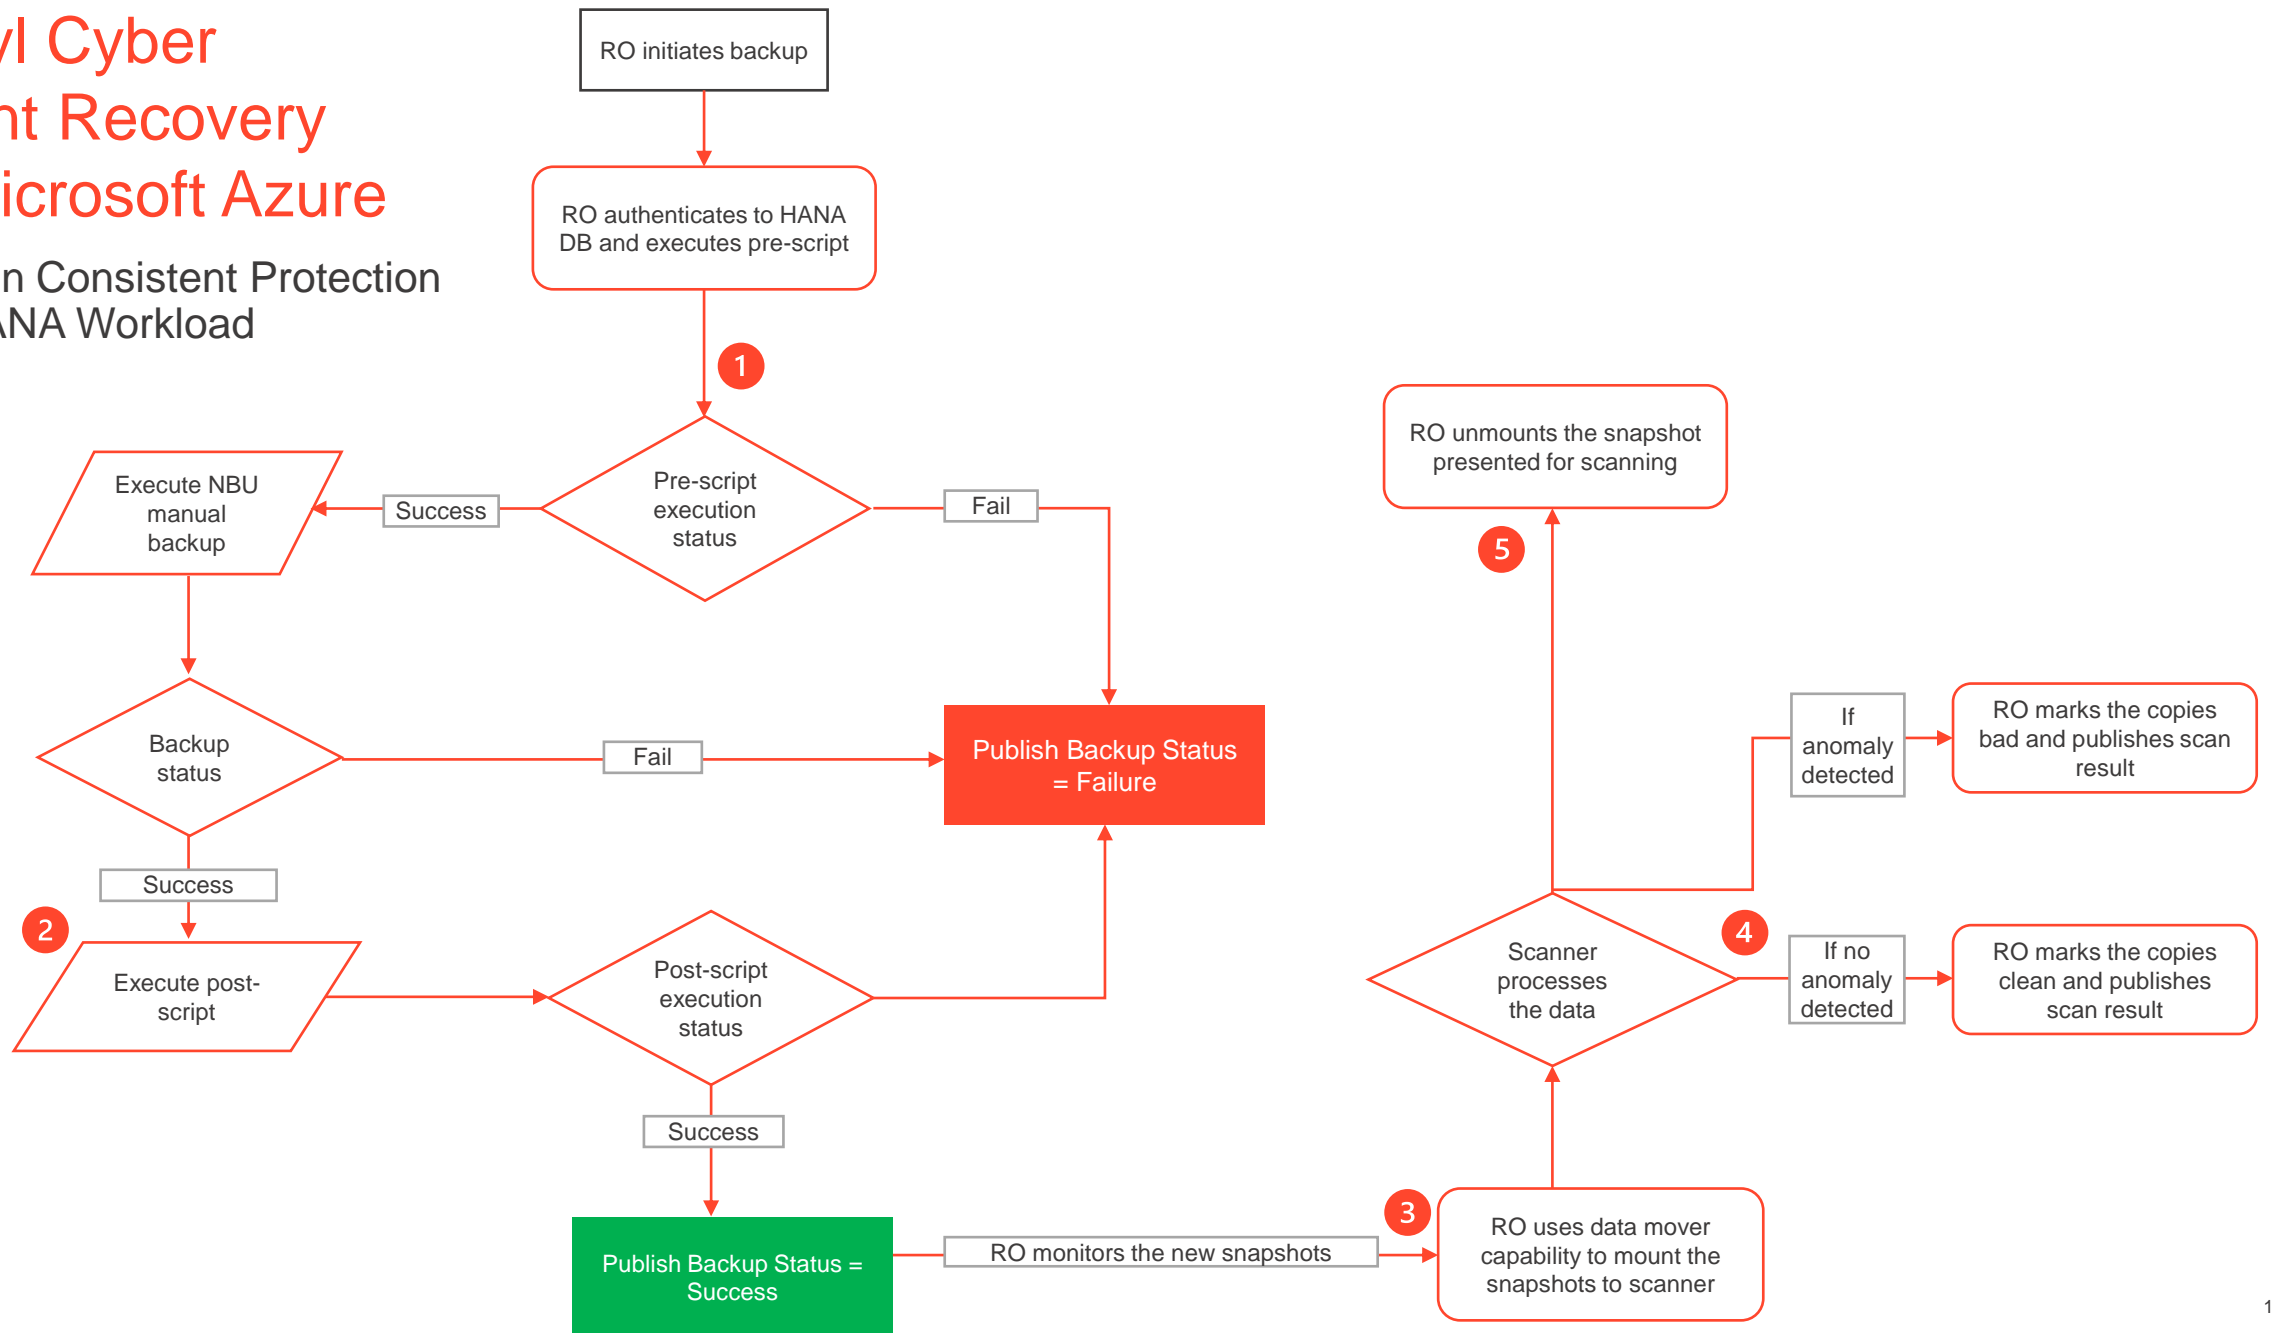 yl Cyber
nt Recovery
icrosoft Azure
n Consistent Protection
ANA Workload
RO initiates backup
RO authenticates to HANA
DB and executes pre-script
1
Pre-script
execution
status
Success
Fail
Execute NBU
manual
backup
Backup
status
Fail
Publish Backup Status
= Failure
Success
2
Execute post-
script
Post-script
execution
status
Success
Publish Backup Status =
Success
RO monitors the new snapshots
3
RO uses data mover
capability to mount the
snapshots to scanner
Scanner
processes
the data
4
If no
anomaly
detected
RO marks the copies
clean and publishes
scan result
If
anomaly
detected
RO marks the copies
bad and publishes scan
result
5
RO unmounts the snapshot
presented for scanning
1